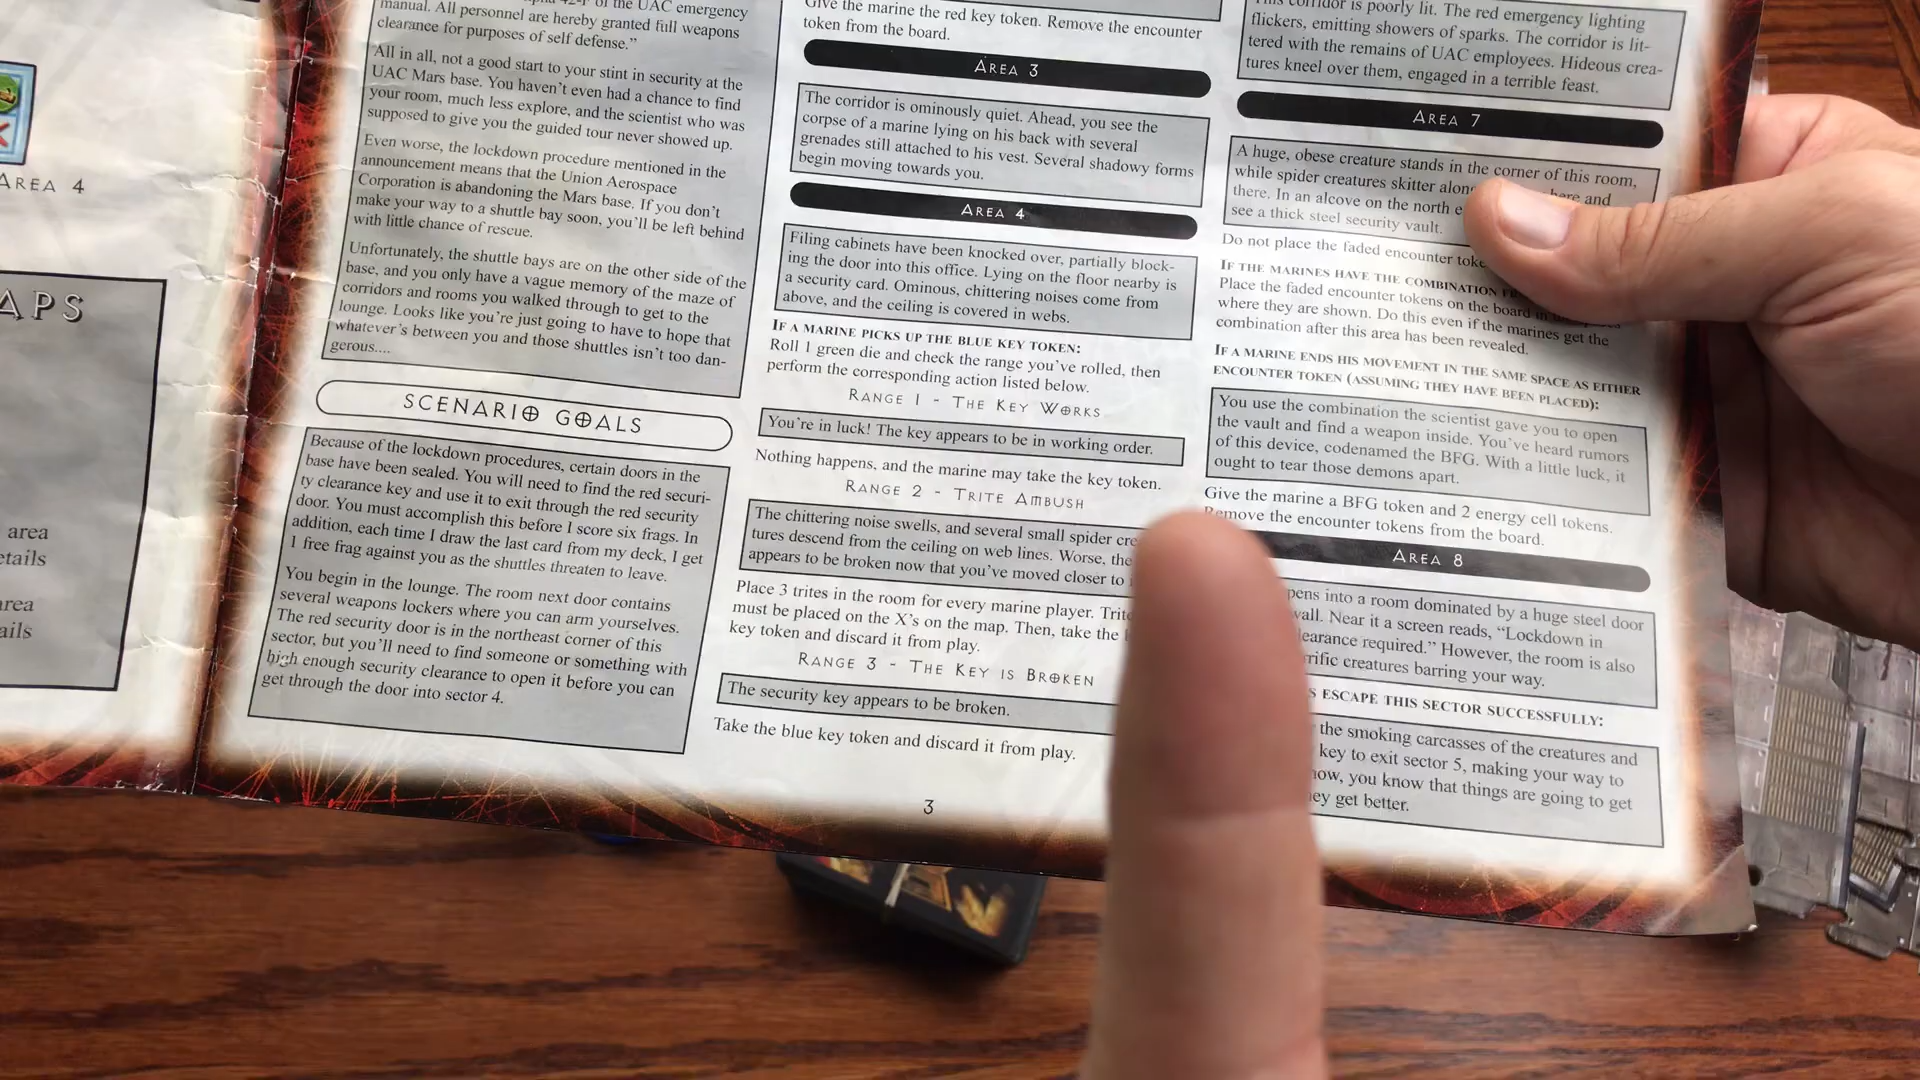 AREA 4
APS
area
etails
area
ails
of the UAC emergency
manual. All personnel are hereby granted full weapons
clearance for purposes of self defense."
All in all, not a good start to your stint in security at the
UAC Mars base. You haven't even had a chance to find
your room, much less explore, and the scientist who was
supposed to give you the guided tour never showed up.
Even worse, the lockdown procedure mentioned in the
announcement means that the Union Aerospace
Corporation is abandoning the Mars base. If you don't
make your way to a shuttle bay soon, you'll be left behind
with little chance of rescue.
Unfortunately, the shuttle bays are on the other side of the
base, and you only have a vague memory of the maze of
corridors and rooms you walked through to get to the
lounge. Looks like you're just going to have to hope that
whatever's between you and those shuttles isn't too dan-
gerous....
SCENARIO GOALS
Because of the lockdown procedures, certain doors in the
base have been sealed. You will need to find the red securi-
ty clearance key and use it to exit through the red security
door. You must accomplish this before I score six frags. In
addition, each time I draw the last card from my deck, I get
1 free frag against you as the shuttles threaten to leave.
You begin in the lounge. The room next door contains
several weapons lockers where you can arm yourselves.
The red security door is in the northeast corner of this
sector, but you'll need to find someone or something with
high enough security clearance to open it before you can
get through the door into sector 4.
Give the marine the red key token. Remove the encounter
token from the board.
AREA 3
The corridor is ominously quiet. Ahead, you see the
corpse of a marine lying on his back with several
grenades still attached to his vest. Several shadowy forms
begin moving towards you.
AREA 4
Filing cabinets have been knocked over, partially block-
ing the door into this office. Lying on the floor nearby is
a security card. Ominous, chittering noises come from
above, and the ceiling is covered in webs.
IF A MARINE PICKS UP THE BLUE KEY TOKEN:
Roll 1 green die and check the range you've rolled, then
perform the corresponding action listed below.
RANGE 1 - THE KEY WORKS
You're in luck! The key appears to be in working order.
Nothing happens, and the marine may take the key token.
RANGE 2 - TRITE AMBUSH
The chittering noise swells, and several small spider cre
tures descend from the ceiling on web lines. Worse, the
appears to be broken now that you've moved closer to
Place 3 trites in the room for every marine player. Trite
must be placed on the X's on the map. Then, take the
key token and discard it from play.
RANGE 3 - THE KEY IS BROKEN
The security key appears to be broken.
Take the blue key token and discard it from play.
3
This corridor is poorly lit. The red emergency lighting
flickers, emitting showers of sparks. The corridor is lit-
tered with the remains of UAC employees. Hideous crea-
tures kneel over them, engaged in a terrible feast.
AREA 7
A huge, obese creature stands in the corner of this room,
while spider creatures skitter along here and
there. In an alcove on the north e
see a thick steel security vault.
Do not place the faded encounter toke
IF THE MARINES HAVE THE COMBINATION
Place the faded encounter tokens on the board in
where they are shown. Do this even if the marines get the
combination after this area has been revealed.
IF A MARINE ENDS HIS MOVEMENT IN THE SAME SPACE AS EITHER
ENCOUNTER TOKEN (ASSUMING THEY HAVE BEEN PLACED):
You use the combination the scientist gave you to open
the vault and find a weapon inside. You've heard rumors
of this device, codenamed the BFG. With a little luck, it
ought to tear those demons apart.
Give the marine a BFG token and 2 energy cell tokens.
Remove the encounter tokens from the board.
AREA 8
pens into a room dominated by a huge steel door
wall. Near it a screen reads, "Lockdown in
learance required." However, the room is also
rific creatures barring your way.
S ESCAPE THIS SECTOR SUCCESSFULLY:
the smoking carcasses of the creatures and
key to exit sector 5, making your way to
now, you know that things are going to get
ey get better.